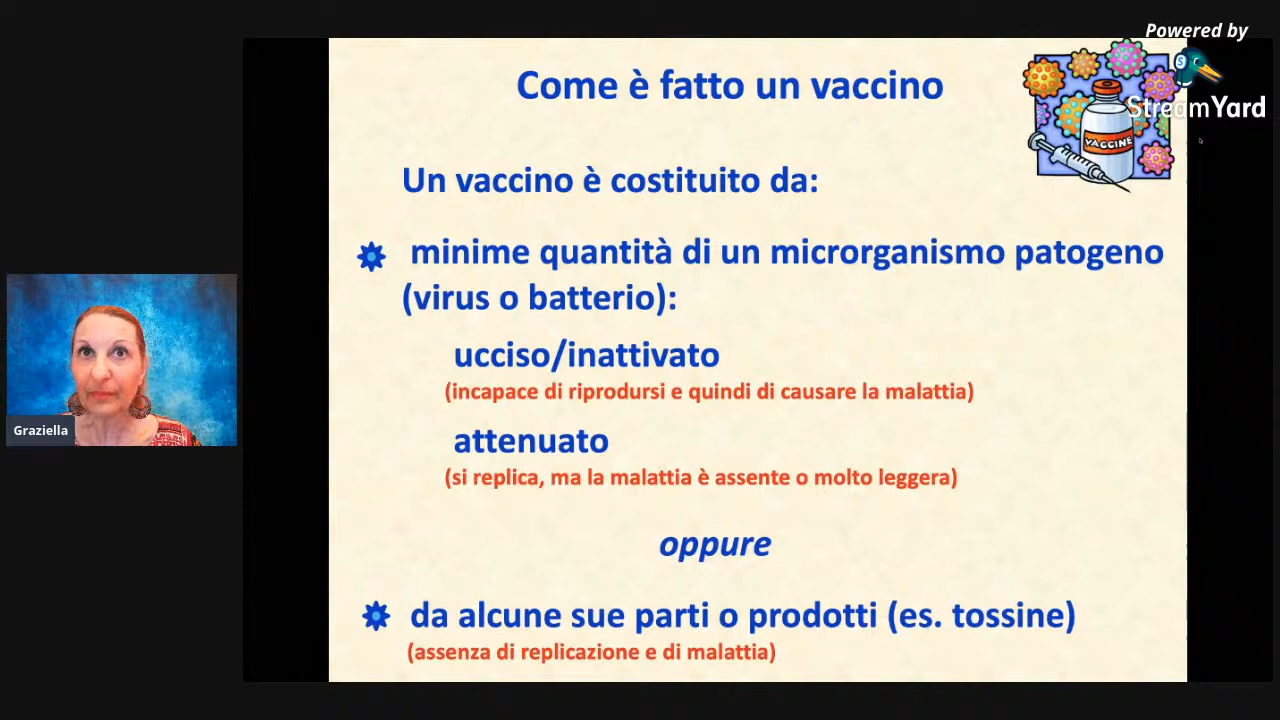 Powered by
StreamYard
Come è fatto un vaccino
VACCINE
Un vaccino è costituito da:
minime quantità di un microrganismo patogeno
(virus o batterio):
ucciso/inattivato
(incapace di riprodursi e quindi di causare la malattia)
attenuato
(si replica, ma la malattia è assente o molto leggera)
Graziella
oppure
da alcune sue parti o prodotti (es. tossine)
(assenza di replicazione e di malattia)